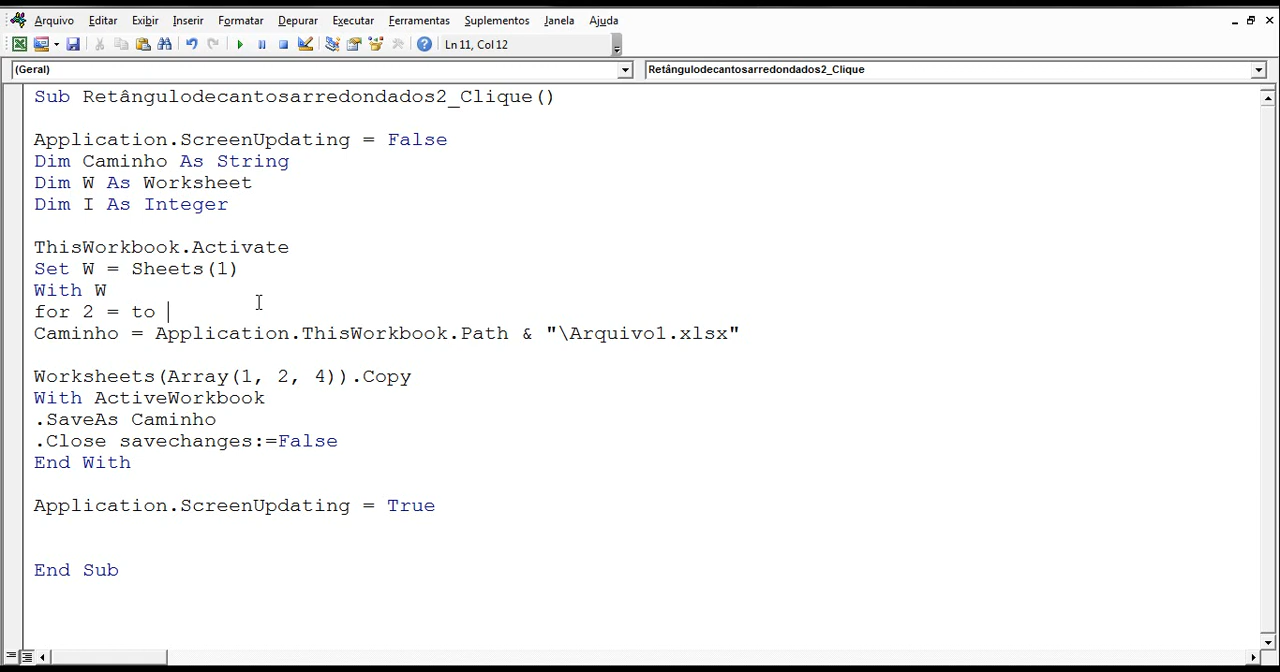 Arquivo Editar Exibir Inserir Formatar Depurar Executar Ferramentas Suplementos Janela Ajuda
Ln 11, Col 12
(Geral) Retângulodecantosarredondados2_Clique
Sub Retângulodecantosarredondados2_Clique()
Application.ScreenUpdating = False
Dim Caminho As String
Dim W As Worksheet
Dim I As Integer
ThisWorkbook.Activate
Set W = Sheets(1)
With W
for 2 = to
Caminho = Application.ThisWorkbook.Path & "\Arquivo1.xlsx"
Worksheets(Array(1, 2, 4)).Copy
With ActiveWorkbook
.SaveAs Caminho
.Close savechanges:=False
End With
Application.ScreenUpdating = True
End Sub